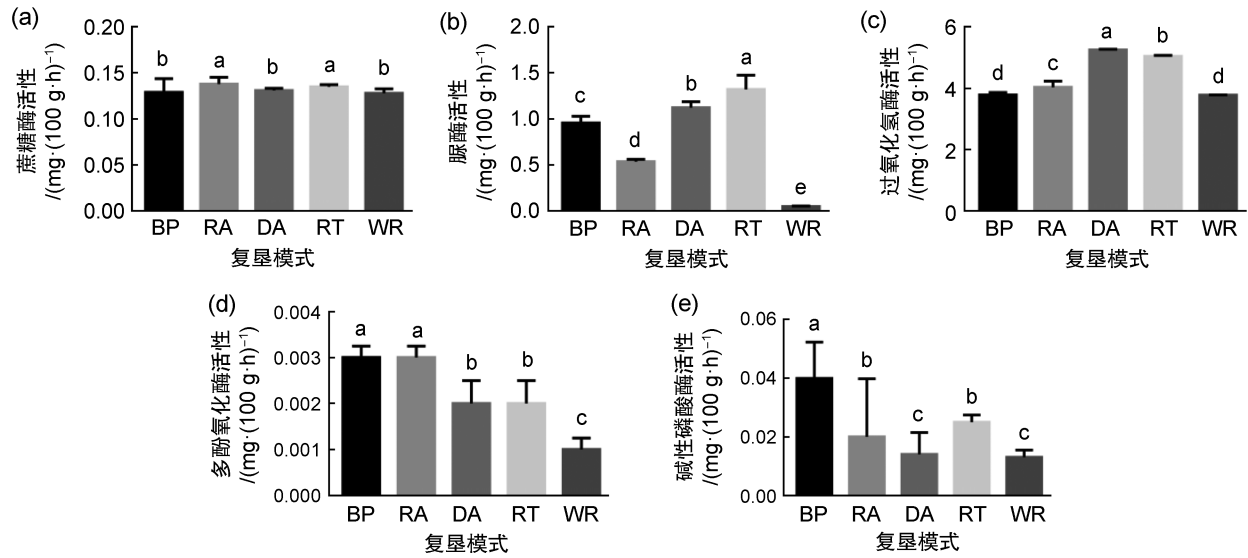 (a)
蔗糖酶活性
/(mg·(100 g·h)⁻¹)
0.20
0.15
0.10
0.05
0.00
b
a
b
a
b
BP
RA
DA
RT
WR
复垦模式
(b)
脲酶活性
/(mg·(100 g·h)⁻¹)
2.0
1.5
1.0
0.5
0.0
c
d
b
a
e
BP
RA
DA
RT
WR
复垦模式
(c)
过氧化氢酶活性
/(mg·(100 g·h)⁻¹)
6
4
2
0
d
c
a
b
d
BP
RA
DA
RT
WR
复垦模式
(d)
多酚氧化酶活性
/(mg·(100 g·h)⁻¹)
0.004
0.003
0.002
0.001
0.000
a
a
b
b
c
BP
RA
DA
RT
WR
复垦模式
(e)
碱性磷酸酶活性
/(mg·(100 g·h)⁻¹)
0.06
0.04
0.02
0.00
a
b
c
b
c
BP
RA
DA
RT
WR
复垦模式